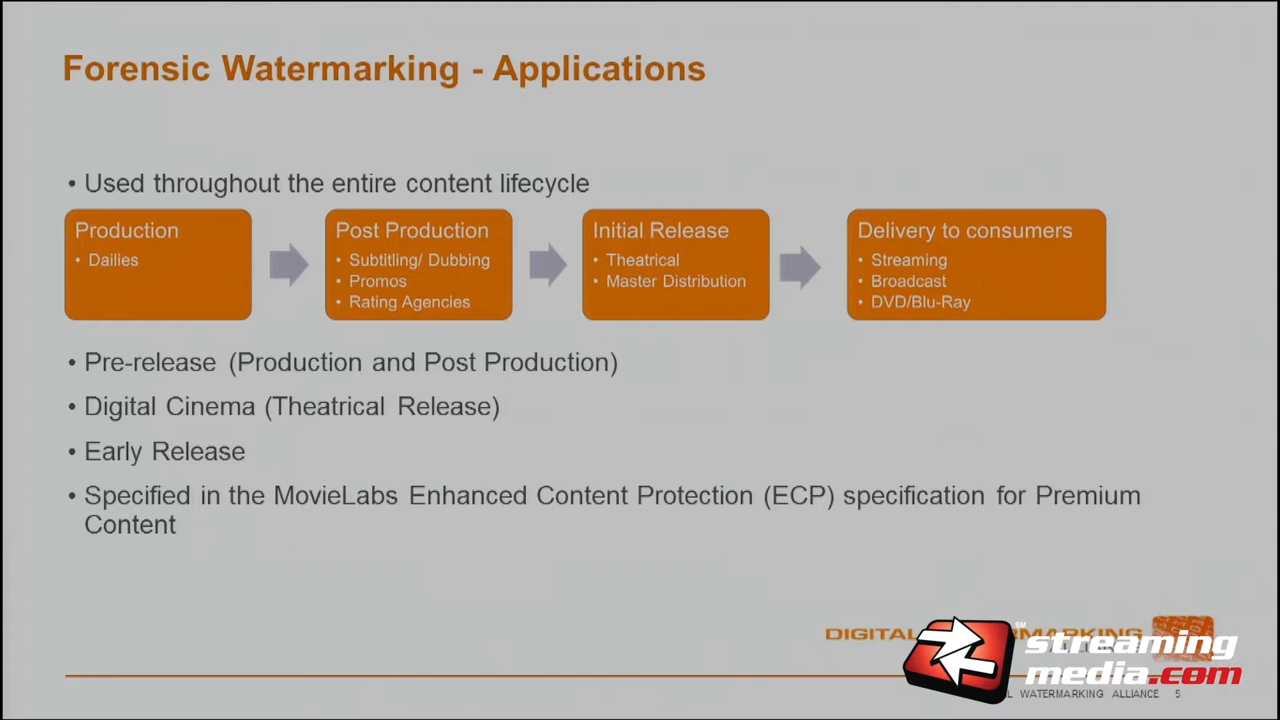 Forensic Watermarking - Applications
• Used throughout the entire content lifecycle
Production
• Dailies
Post Production
• Subtitling/ Dubbing
• Promos
• Rating Agencies
Initial Release
• Theatrical
• Master Distribution
Delivery to consumers
• Streaming
• Broadcast
• DVD/Blu-Ray
• Pre-release (Production and Post Production)
• Digital Cinema (Theatrical Release)
• Early Release
• Specified in the MovieLabs Enhanced Content Protection (ECP) specification for Premium
Content
DIGITAL
streaming
media.com
WATERMARKING ALLIANCE 5